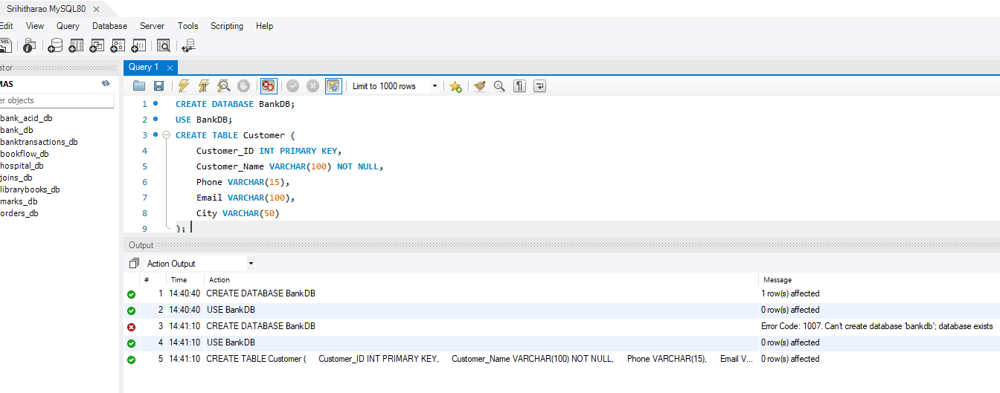 Srihitharao MySQL80 ×
Edit View Query Database Server Tools Scripting Help
ator
MAS
er objects
bank_acid_db
bank_db
banktransactions_db
bookflow_db
hospital_db
joins_db
librarybooks_db
marks_db
orders_db
Query 1 ×
Limit to 1000 rows
1 CREATE DATABASE BankDB;
2 USE BankDB;
3 CREATE TABLE Customer (
4 Customer_ID INT PRIMARY KEY,
5 Customer_Name VARCHAR(100) NOT NULL,
6 Phone VARCHAR(15),
7 Email VARCHAR(100),
8 City VARCHAR(50)
9 );
Output
Action Output
# Time Action Message
1 14:40:40 CREATE DATABASE BankDB 1 row(s) affected
2 14:40:40 USE BankDB 0 row(s) affected
3 14:41:10 CREATE DATABASE BankDB Error Code: 1007. Can't create database 'bankdb'; database exists
4 14:41:10 USE BankDB 0 row(s) affected
5 14:41:10 CREATE TABLE Customer ( Customer_ID INT PRIMARY KEY, Customer_Name VARCHAR(100) NOT NULL, Phone VARCHAR(15), Email V... 0 row(s) affected